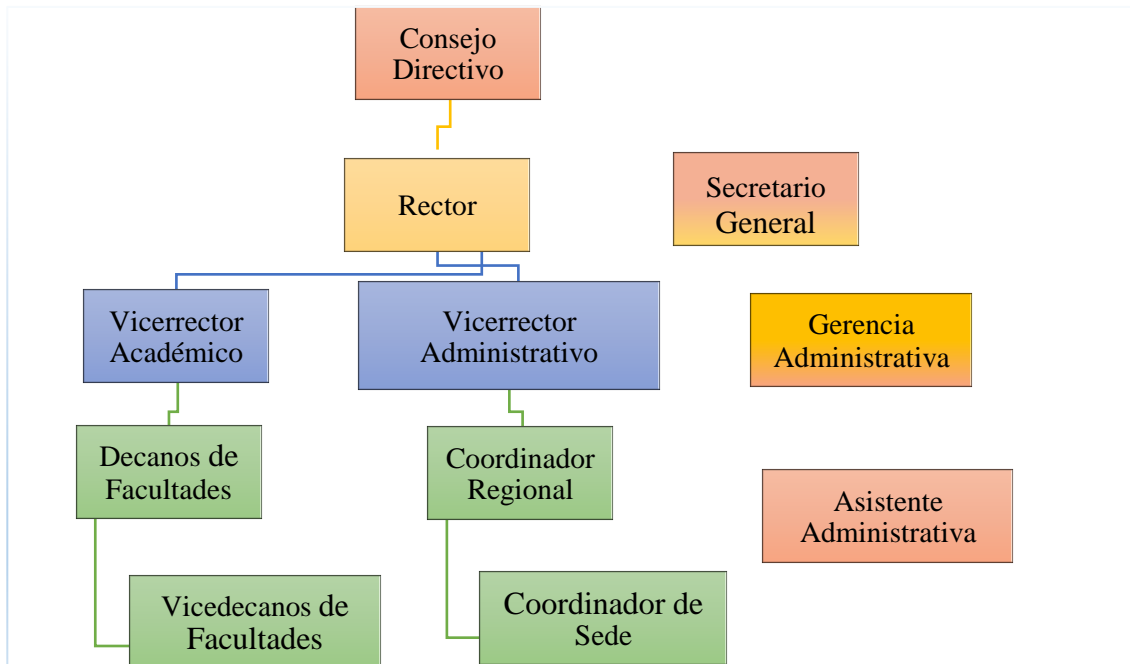 Consejo
Directivo
Rector
Secretario
General
Vicerrector
Académico
Vicerrector
Administrativo
Gerencia
Administrativa
Decanos de
Facultades
Coordinador
Regional
Asistente
Administrativa
Vicedecanos de
Facultades
Coordinador de
Sede